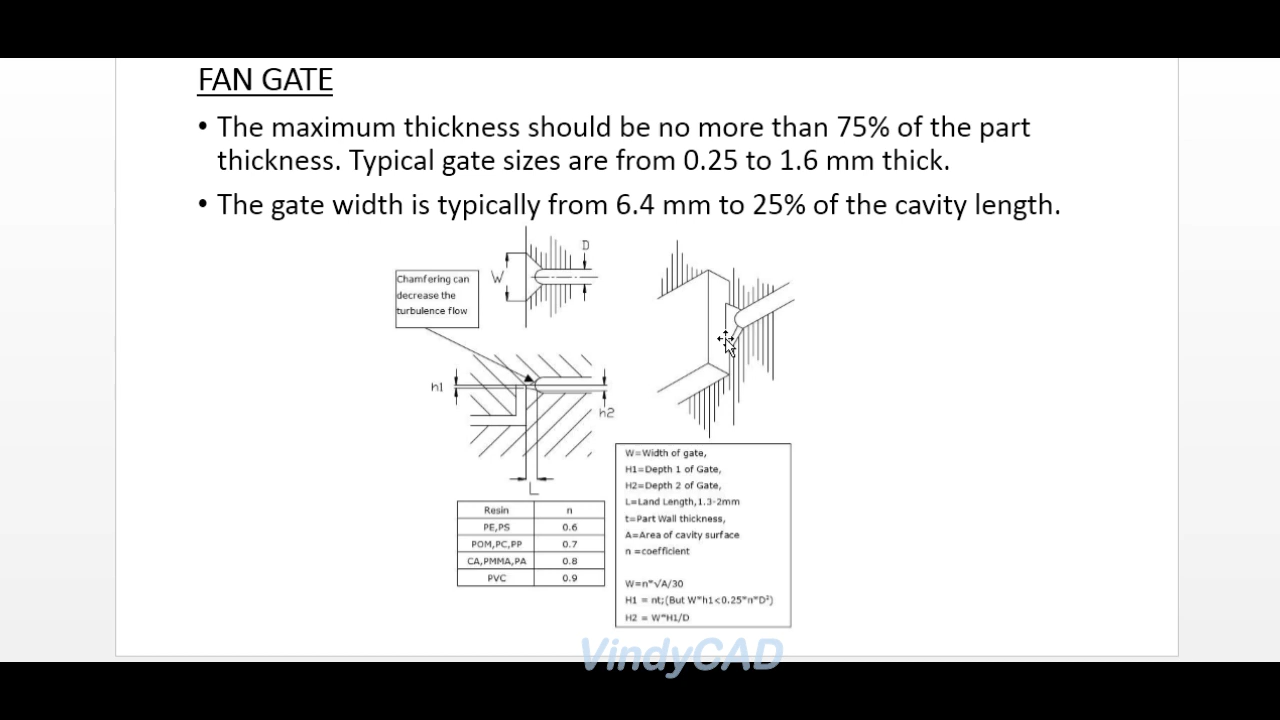 FAN GATE
• The maximum thickness should be no more than 75% of the part
thickness. Typical gate sizes are from 0.25 to 1.6 mm thick.
• The gate width is typically from 6.4 mm to 25% of the cavity length.
D
W
Chamfering can
decrease the
turbulence flow
h1
h2
L
W=Width of gate,
H1=Depth 1 of Gate,
H2=Depth 2 of Gate,
L=Land Length,1.3-2mm
t=Part Wall thickness,
A=Area of cavity surface
n =coefficient
W=n*√A/30
H1 = nt;(But W*h1<0.25*n*D²)
H2 = W*H1/D
Resin n
PE,PS 0.6
POM,PC,PP 0.7
CA,PMMA,PA 0.8
PVC 0.9
VindyCAD